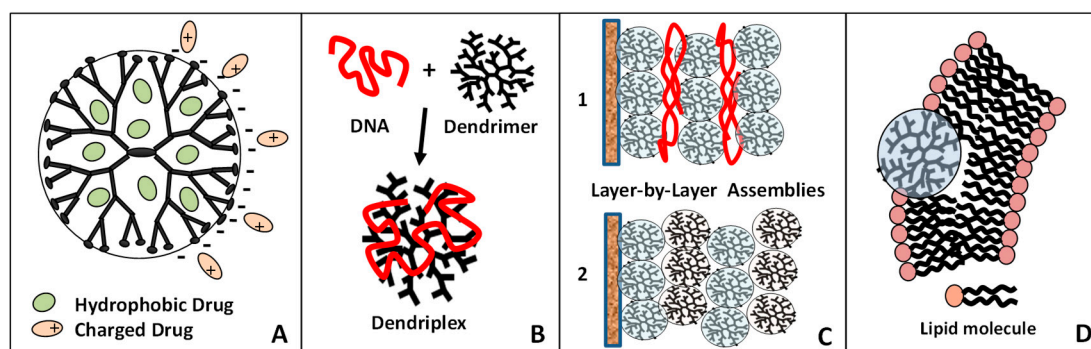 +
+
+
+
+
- - - - - - - - - -
Hydrophobic Drug
+ Charged Drug
A
+
DNA
Dendrimer
Dendriplex
B
1
Layer-by-Layer Assemblies
2
C
Lipid molecule
D